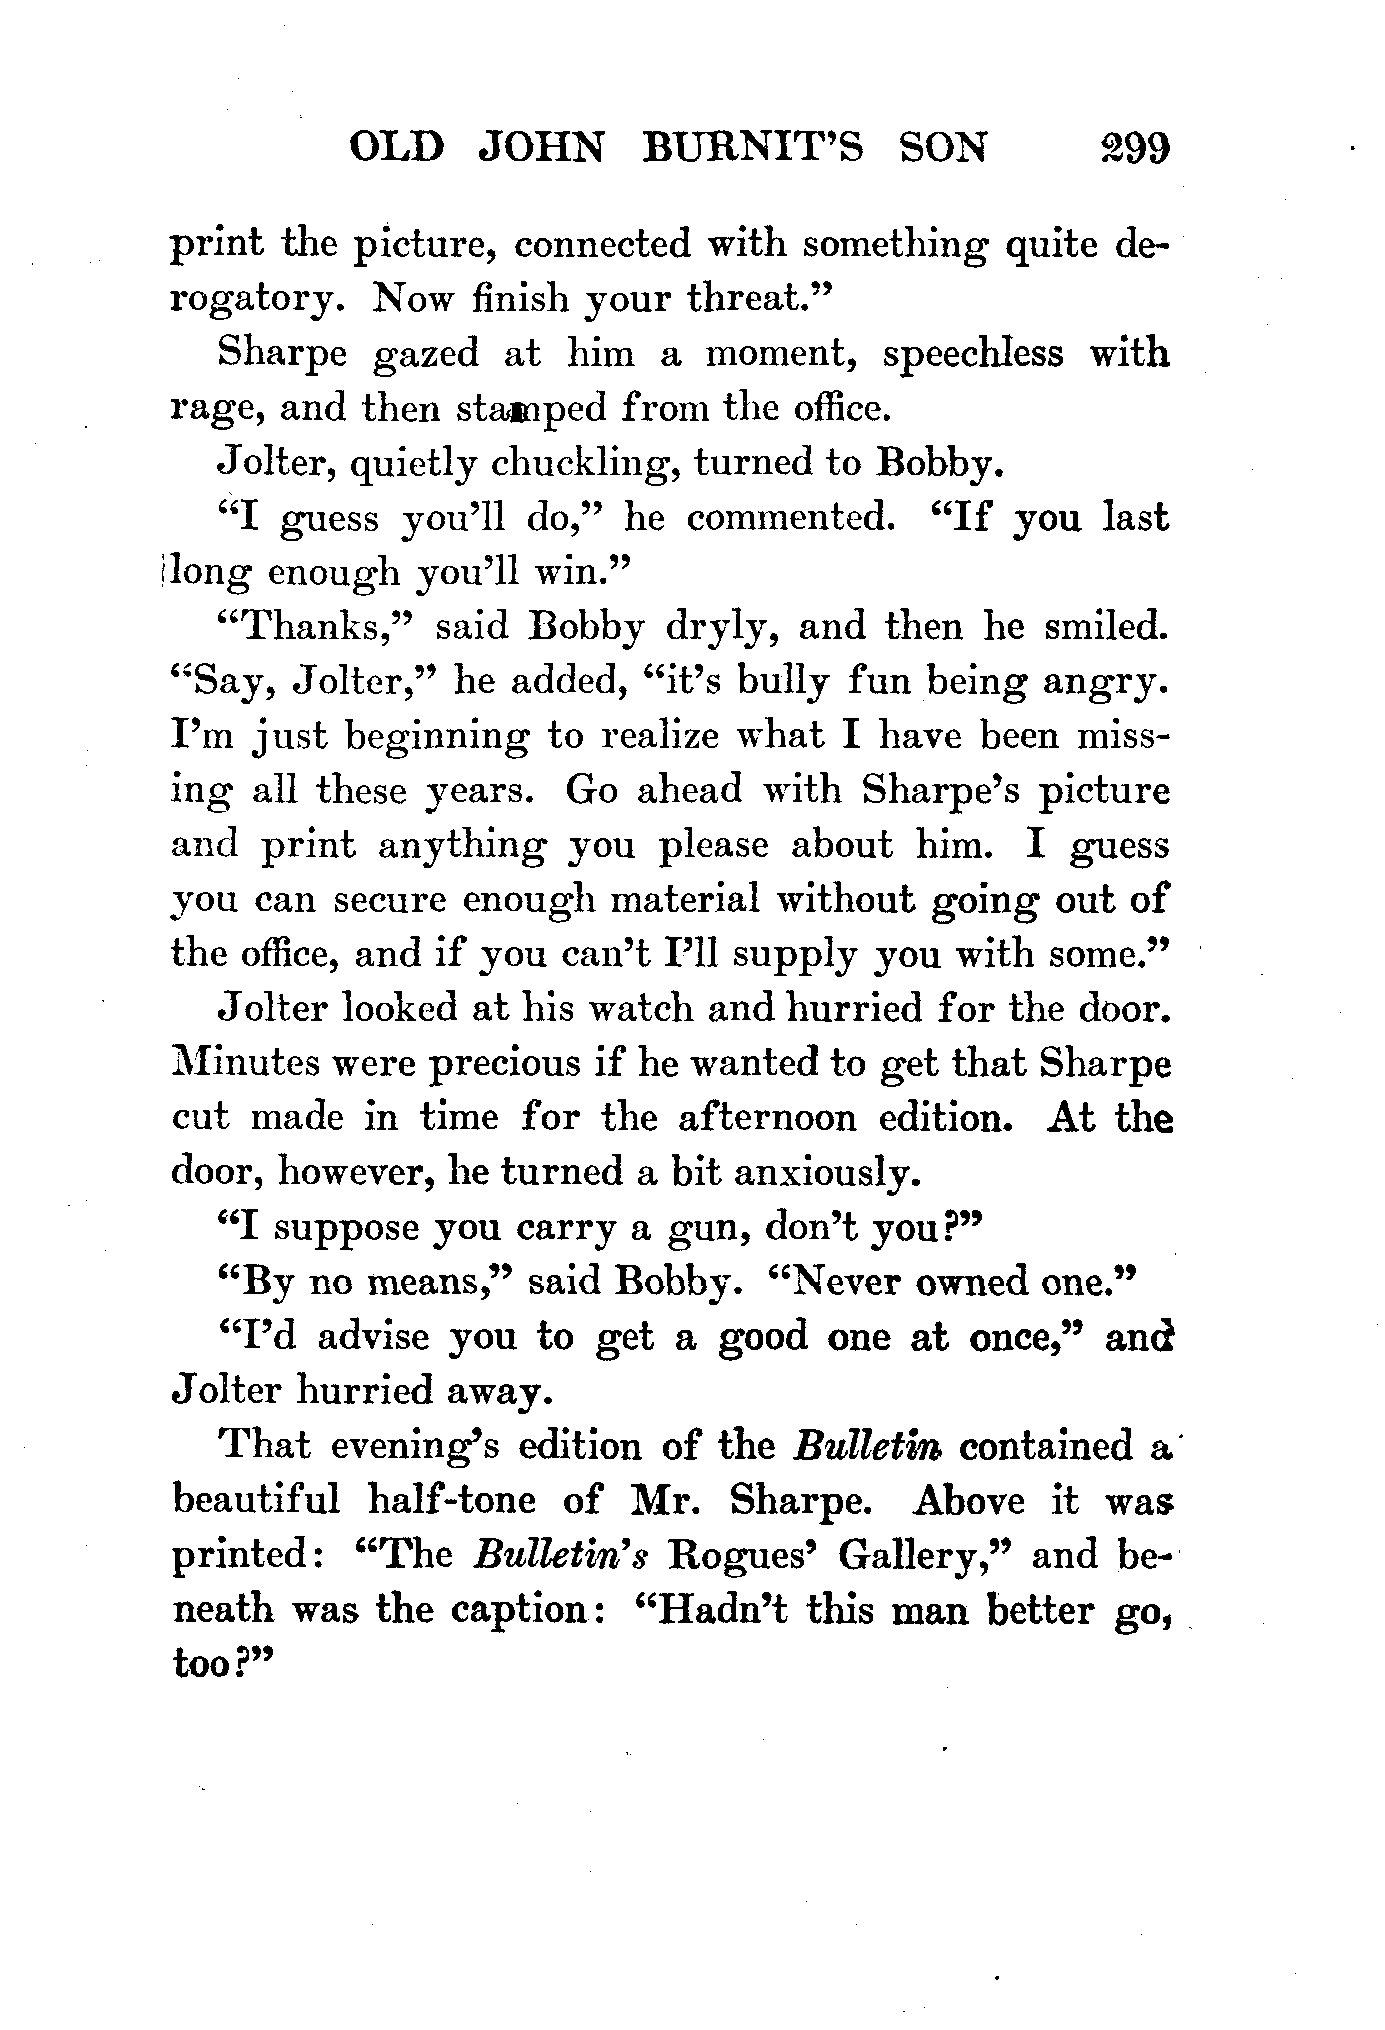 OLD JOHN BURNIT'S SON 299
print the picture, connected with something quite de-
rogatory. Now finish your threat."
Sharpe gazed at him a moment, speechless with
rage, and then stamped from the office.
Jolter, quietly chuckling, turned to Bobby.
"I guess you'll do," he commented. "If you last
long enough you'll win."
"Thanks," said Bobby dryly, and then he smiled.
"Say, Jolter," he added, "it's bully fun being angry.
I'm just beginning to realize what I have been miss-
ing all these years. Go ahead with Sharpe's picture
and print anything you please about him. I guess
you can secure enough material without going out of
the office, and if you can't I'll supply you with some."
Jolter looked at his watch and hurried for the door.
Minutes were precious if he wanted to get that Sharpe
cut made in time for the afternoon edition. At the
door, however, he turned a bit anxiously.
"I suppose you carry a gun, don't you?"
"By no means," said Bobby. "Never owned one."
"I'd advise you to get a good one at once," and
Jolter hurried away.
That evening's edition of the Bulletin contained a
beautiful half-tone of Mr. Sharpe. Above it was
printed: "The Bulletin's Rogues' Gallery," and be-
neath was the caption: "Hadn't this man better go,
too?"